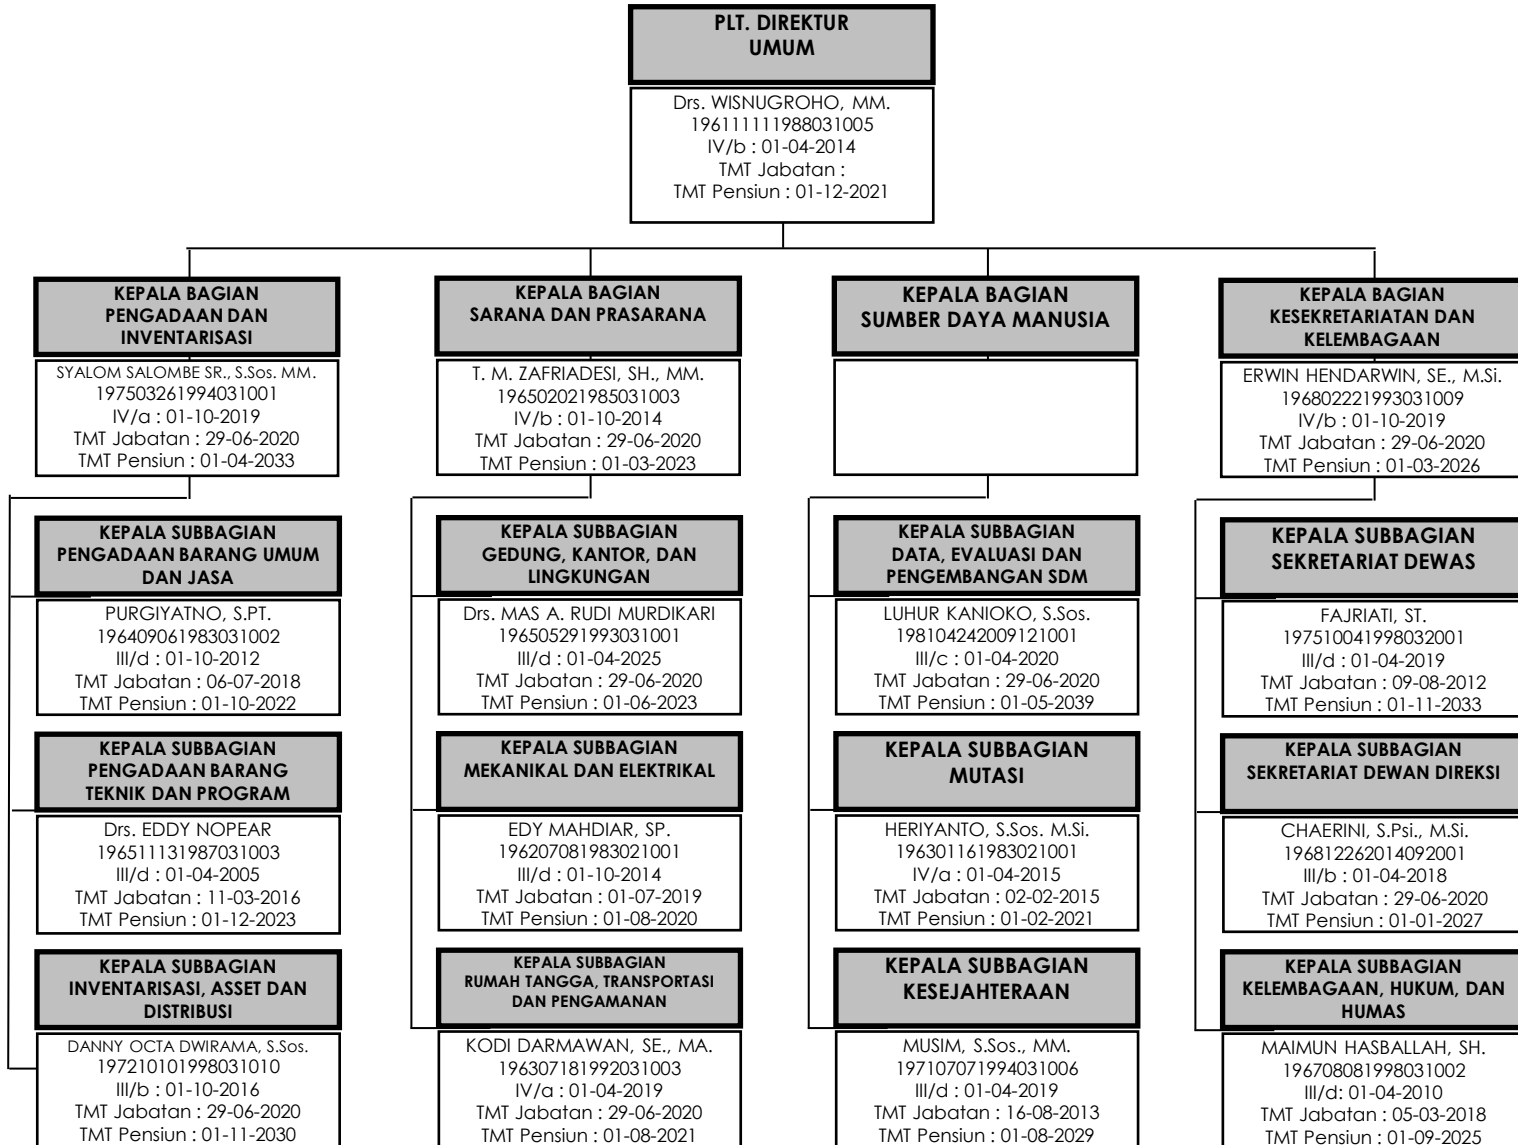 PLT. DIREKTUR
UMUM
Drs. WISNUGROHO, MM.
196111111988031005
IV/b : 01-04-2014
TMT Jabatan :
TMT Pensiun : 01-12-2021
KEPALA BAGIAN
PENGADAAN DAN
INVENTARISASI
SYALOM SALOMBE SR., S.Sos. MM.
197503261994031001
IV/a : 01-10-2019
TMT Jabatan : 29-06-2020
TMT Pensiun : 01-04-2033
KEPALA BAGIAN
SARANA DAN PRASARANA
T. M. ZAFRIADESI, SH., MM.
196502021985031003
IV/b : 01-10-2014
TMT Jabatan : 29-06-2020
TMT Pensiun : 01-03-2023
KEPALA BAGIAN
SUMBER DAYA MANUSIA
KEPALA BAGIAN
KESEKRETARIATAN DAN
KELEMBAGAAN
ERWIN HENDARWIN, SE., M.Si.
196802221993031009
IV/b : 01-10-2019
TMT Jabatan : 29-06-2020
TMT Pensiun : 01-03-2026
KEPALA SUBBAGIAN
PENGADAAN BARANG UMUM
DAN JASA
PURGIYATNO, S.PT.
196409061983031002
III/d : 01-10-2012
TMT Jabatan : 06-07-2018
TMT Pensiun : 01-10-2022
KEPALA SUBBAGIAN
GEDUNG, KANTOR, DAN
LINGKUNGAN
Drs. MAS A. RUDI MURDIKARI
196505291993031001
III/d : 01-04-2025
TMT Jabatan : 29-06-2020
TMT Pensiun : 01-06-2023
KEPALA SUBBAGIAN
DATA, EVALUASI DAN
PENGEMBANGAN SDM
LUHUR KANIOKO, S.Sos.
198104242009121001
III/c : 01-04-2020
TMT Jabatan : 29-06-2020
TMT Pensiun : 01-05-2039
KEPALA SUBBAGIAN
SEKRETARIAT DEWAS
FAJRIATI, ST.
197510041998032001
III/d : 01-04-2019
TMT Jabatan : 09-08-2012
TMT Pensiun : 01-11-2033
KEPALA SUBBAGIAN
PENGADAAN BARANG
TEKNIK DAN PROGRAM
Drs. EDDY NOPEAR
196511131987031003
III/d : 01-04-2005
TMT Jabatan : 11-03-2016
TMT Pensiun : 01-12-2023
KEPALA SUBBAGIAN
MEKANIKAL DAN ELEKTRIKAL
EDY MAHDIAR, SP.
196207081983021001
III/d : 01-10-2014
TMT Jabatan : 01-07-2019
TMT Pensiun : 01-08-2020
KEPALA SUBBAGIAN
MUTASI
HERIYANTO, S.Sos. M.Si.
196301161983021001
IV/a : 01-04-2015
TMT Jabatan : 02-02-2015
TMT Pensiun : 01-02-2021
KEPALA SUBBAGIAN
SEKRETARIAT DEWAN DIREKSI
CHAERINI, S.Psi., M.Si.
196812262014092001
III/b : 01-04-2018
TMT Jabatan : 29-06-2020
TMT Pensiun : 01-01-2027
KEPALA SUBBAGIAN
INVENTARISASI, ASSET DAN
DISTRIBUSI
DANNY OCTA DWIRAMA, S.Sos.
197210101998031010
III/b : 01-10-2016
TMT Jabatan : 29-06-2020
TMT Pensiun : 01-11-2030
KEPALA SUBBAGIAN
RUMAH TANGGA, TRANSPORTASI
DAN PENGAMANAN
KODI DARMAWAN, SE., MA.
196307181992031003
IV/a : 01-04-2019
TMT Jabatan : 29-06-2020
TMT Pensiun : 01-08-2021
KEPALA SUBBAGIAN
KESEJAHTERAAN
MUSIM, S.Sos., MM.
197107071994031006
III/d : 01-04-2019
TMT Jabatan : 16-08-2013
TMT Pensiun : 01-08-2029
KEPALA SUBBAGIAN
KELEMBAGAAN, HUKUM, DAN
HUMAS
MAIMUN HASBALLAH, SH.
196708081998031002
III/d: 01-04-2010
TMT Jabatan : 05-03-2018
TMT Pensiun : 01-09-2025